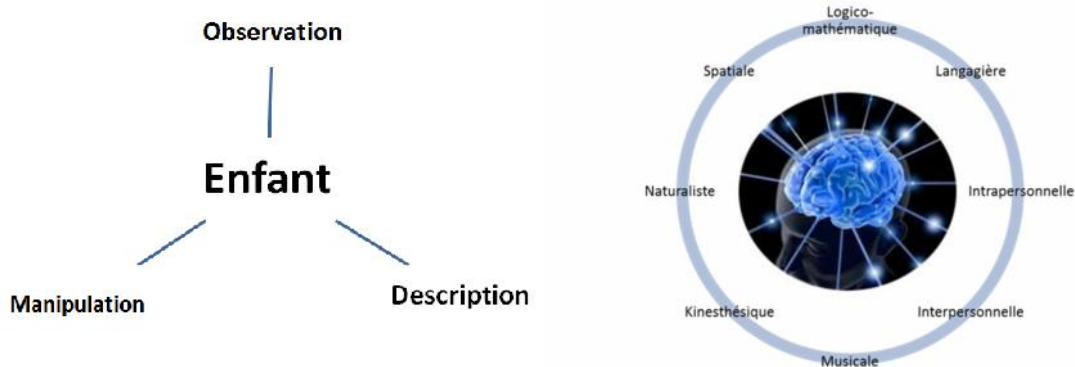 Observation
Enfant
Manipulation
Description
Logico-
mathématique
Spatiale
Langagière
Naturaliste
Intrapersonnelle
Kinesthésique
Interpersonnelle
Musicale